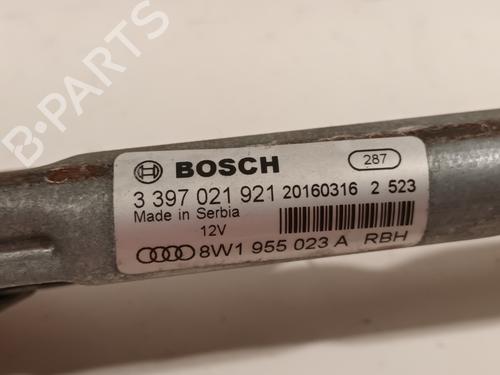 B-PARTS
BOSCH 287
3 397 021 921 20160316 2 523
Made in Serbia
12V
8W1 955 023 A RBH